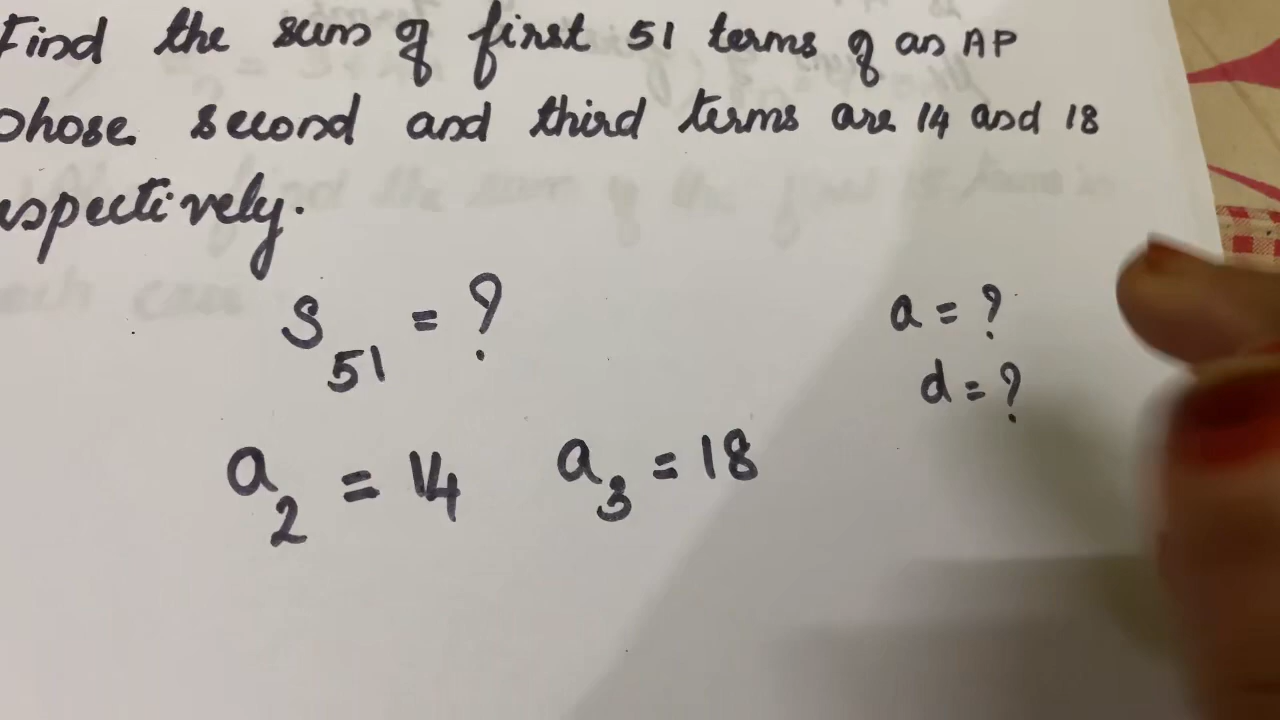 Find the sum of first 51 terms of an AP
whose second and third terms are 14 and 18
espectively.
S51 = ?
a = ?
d = ?
a2 = 14 a3 = 18